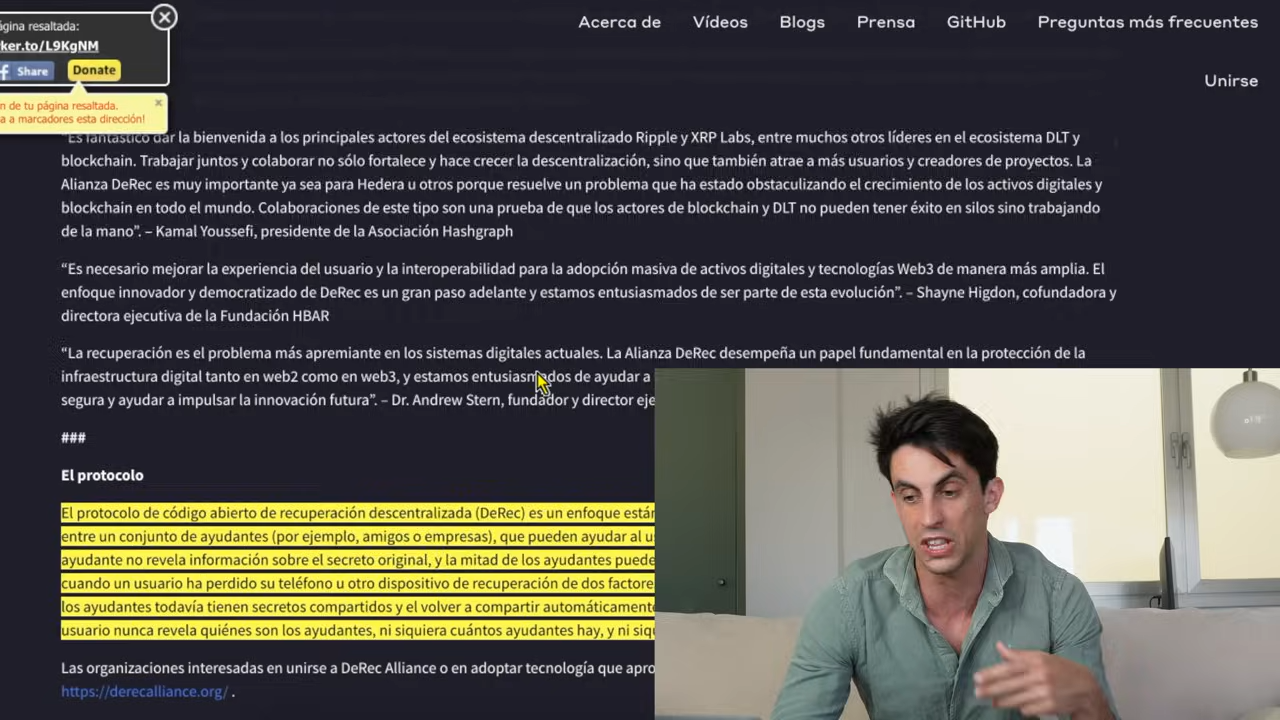 Acerca de Vídeos Blogs Prensa GitHub Preguntas más frecuentes
Unirse
ágina resaltada:
ker.to/L9KgNM
f Share Donate
n de tu página resaltada.
a a marcadores esta dirección!
“Es fantástico dar la bienvenida a los principales actores del ecosistema descentralizado Ripple y XRP Labs, entre muchos otros líderes en el ecosistema DLT y
blockchain. Trabajar juntos y colaborar no sólo fortalece y hace crecer la descentralización, sino que también atrae a más usuarios y creadores de proyectos. La
Alianza DeRec es muy importante ya sea para Hedera u otros porque resuelve un problema que ha estado obstaculizando el crecimiento de los activos digitales y
blockchain en todo el mundo. Colaboraciones de este tipo son una prueba de que los actores de blockchain y DLT no pueden tener éxito en silos sino trabajando
de la mano”. – Kamal Youssefi, presidente de la Asociación Hashgraph
“Es necesario mejorar la experiencia del usuario y la interoperabilidad para la adopción masiva de activos digitales y tecnologías Web3 de manera más amplia. El
enfoque innovador y democratizado de DeRec es un gran paso adelante y estamos entusiasmados de ser parte de esta evolución”. – Shayne Higdon, cofundadora y
directora ejecutiva de la Fundación HBAR
“La recuperación es el problema más apremiante en los sistemas digitales actuales. La Alianza DeRec desempeña un papel fundamental en la protección de la
infraestructura digital tanto en web2 como en web3, y estamos entusiasmados de ayudar a
segura y ayudar a impulsar la innovación futura”. – Dr. Andrew Stern, fundador y director eje
###
El protocolo
El protocolo de código abierto de recuperación descentralizada (DeRec) es un enfoque están
entre un conjunto de ayudantes (por ejemplo, amigos o empresas), que pueden ayudar al us
ayudante no revela información sobre el secreto original, y la mitad de los ayudantes puede
cuando un usuario ha perdido su teléfono u otro dispositivo de recuperación de dos factore
los ayudantes todavía tienen secretos compartidos y el volver a compartir automáticamente
usuario nunca revela quiénes son los ayudantes, ni siquiera cuántos ayudantes hay, y ni siqu
Las organizaciones interesadas en unirse a DeRec Alliance o en adoptar tecnología que apro
https://derecalliance.org/ .